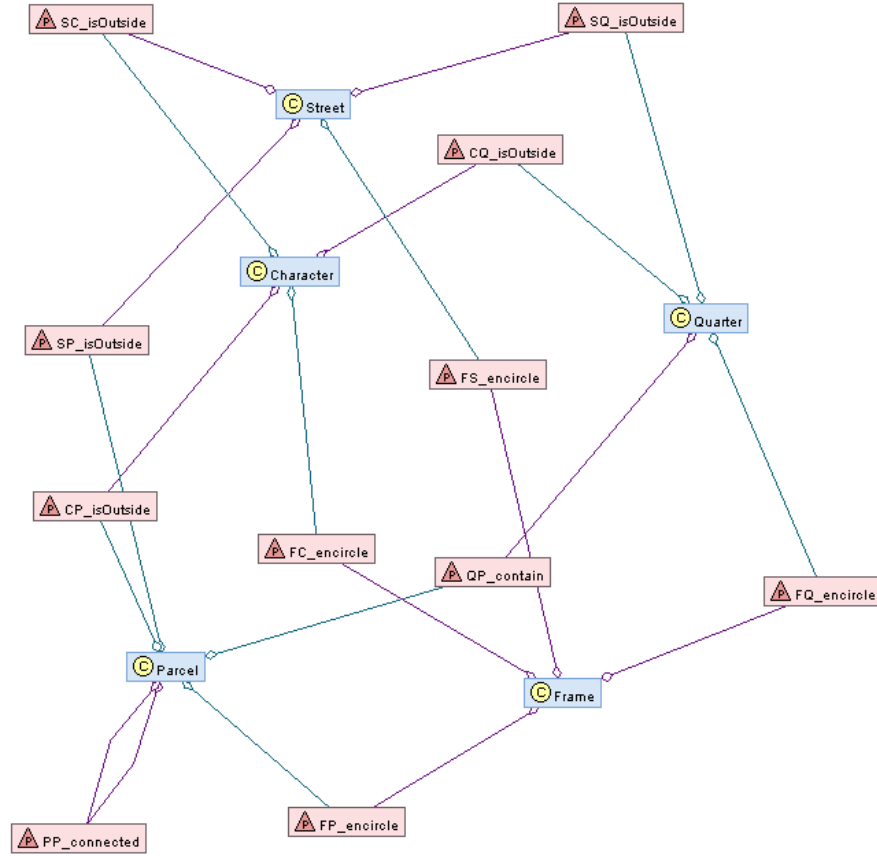 P SC_isOutside
P SQ_isOutside
C Street
P CQ_isOutside
C Character
C Quarter
P SP_isOutside
P FS_encircle
P CP_isOutside
P FC_encircle
P QP_contain
P FQ_encircle
C Parcel
C Frame
P FP_encircle
P PP_connected